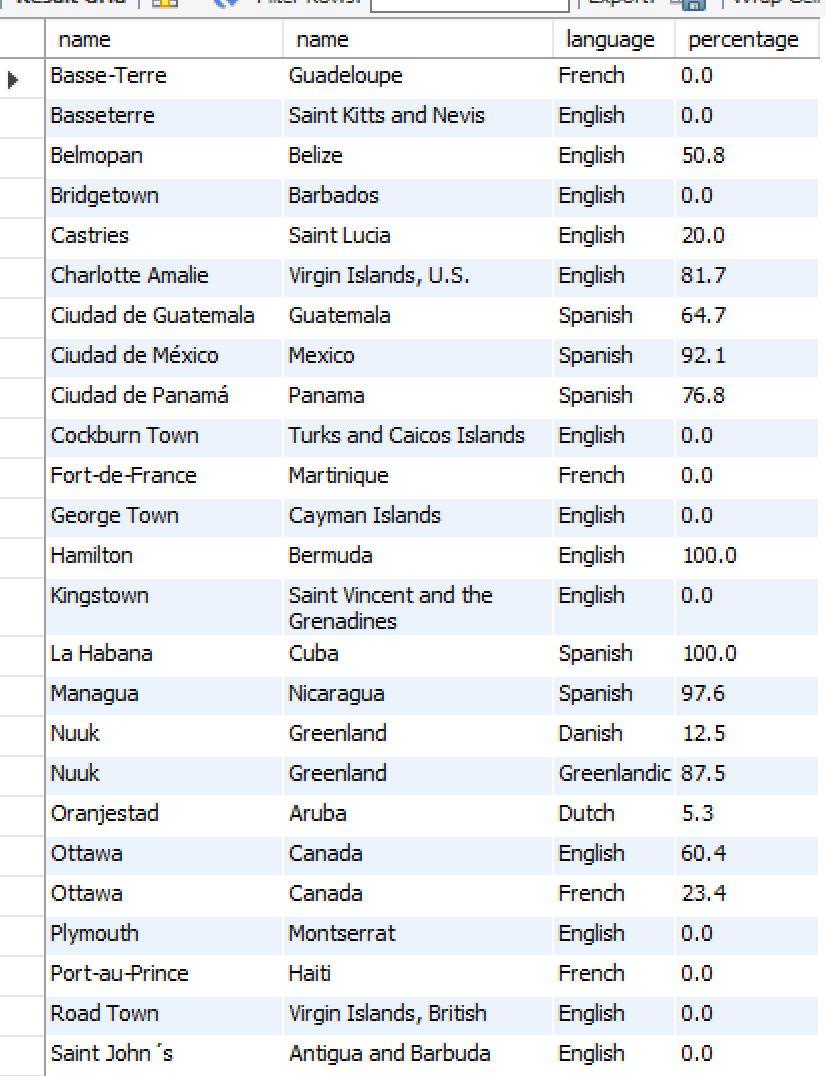 name name language percentage
Basse-Terre Guadeloupe French 0.0
Basseterre Saint Kitts and Nevis English 0.0
Belmopan Belize English 50.8
Bridgetown Barbados English 0.0
Castries Saint Lucia English 20.0
Charlotte Amalie Virgin Islands, U.S. English 81.7
Ciudad de Guatemala Guatemala Spanish 64.7
Ciudad de México Mexico Spanish 92.1
Ciudad de Panamá Panama Spanish 76.8
Cockburn Town Turks and Caicos Islands English 0.0
Fort-de-France Martinique French 0.0
George Town Cayman Islands English 0.0
Hamilton Bermuda English 100.0
Kingstown Saint Vincent and the English 0.0
Grenadines
La Habana Cuba Spanish 100.0
Managua Nicaragua Spanish 97.6
Nuuk Greenland Danish 12.5
Nuuk Greenland Greenlandic 87.5
Oranjestad Aruba Dutch 5.3
Ottawa Canada English 60.4
Ottawa Canada French 23.4
Plymouth Montserrat English 0.0
Port-au-Prince Haiti French 0.0
Road Town Virgin Islands, British English 0.0
Saint John´s Antigua and Barbuda English 0.0